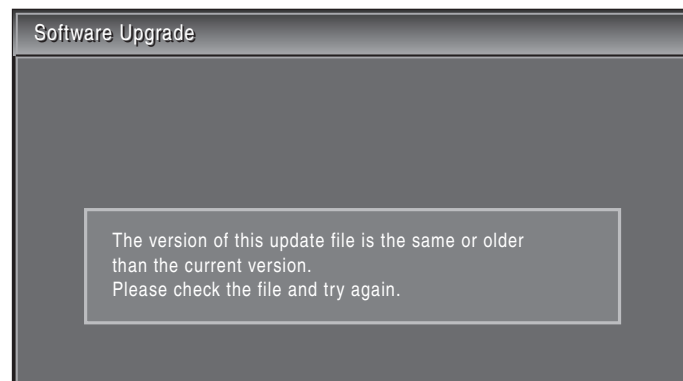 Software Upgrade
The version of this update file is the same or older
than the current version.
Please check the file and try again.